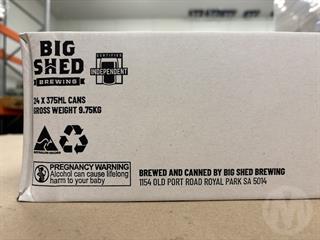 BIG
SHED
BREWING
CERTIFIED
INDEPENDENT
24 X 375ML CANS
GROSS WEIGHT 9.75KG
PREGNANCY WARNING
Alcohol can cause lifelong
harm to your baby
BREWED AND CANNED BY BIG SHED BREWING
1154 OLD PORT ROAD ROYAL PARK SA 5014